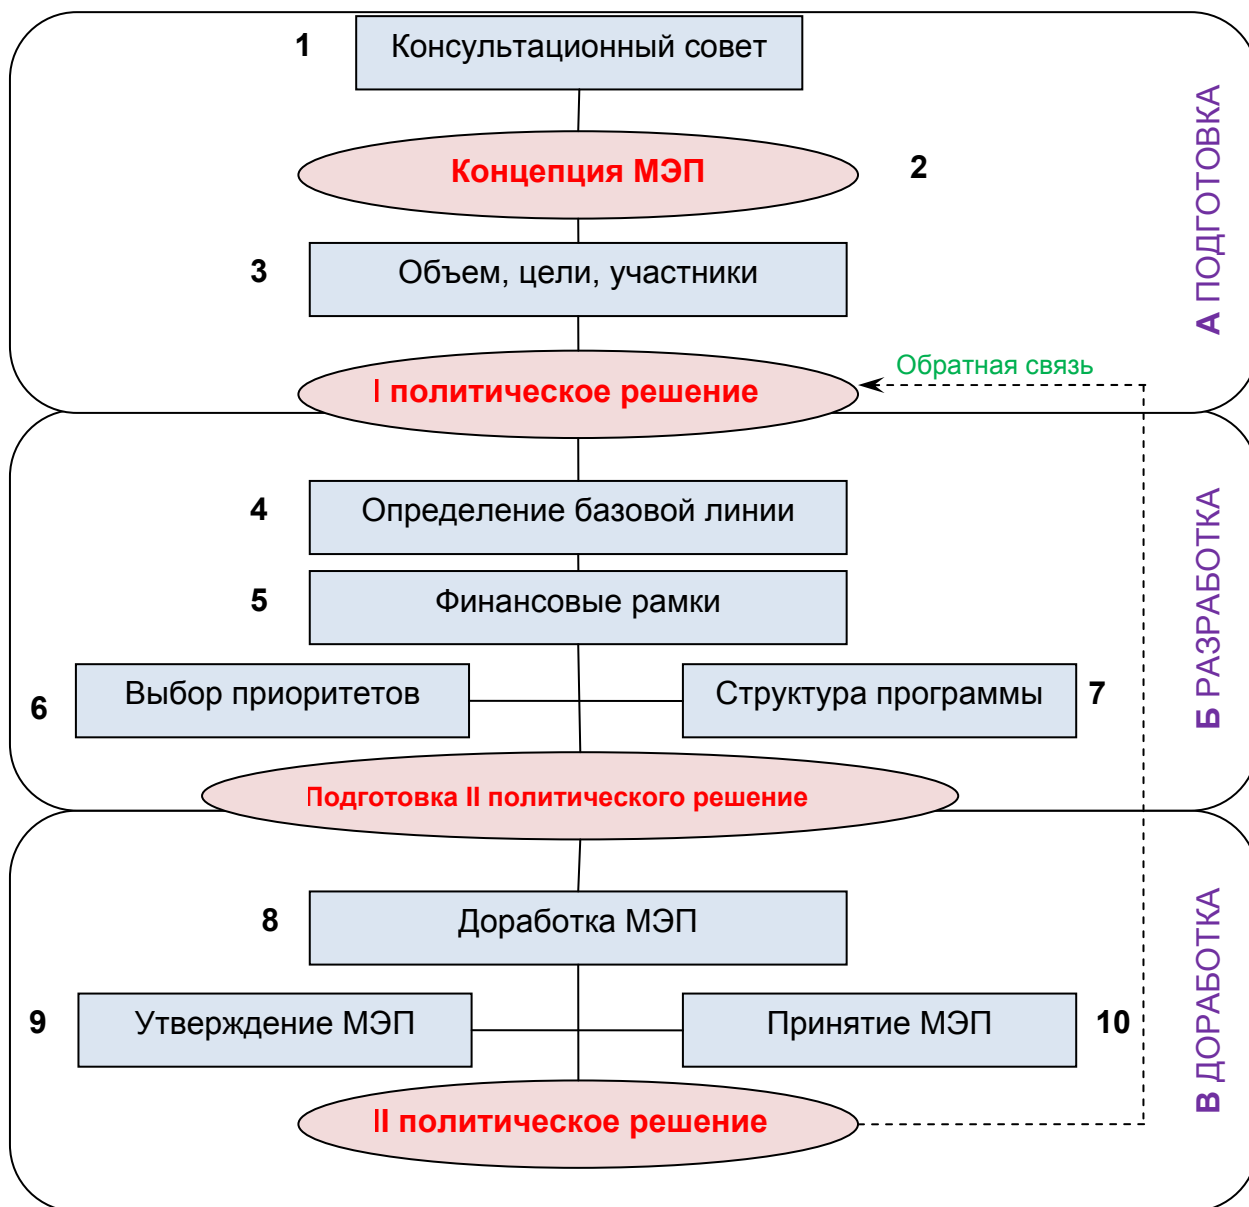 1 Консультационный совет
Концепция МЭП 2
3 Объем, цели, участники
А ПОДГОТОВКА
I политическое решение
Обратная связь
4 Определение базовой линии
5 Финансовые рамки
6 Выбор приоритетов
Структура программы 7
Б РАЗРАБОТКА
Подготовка II политического решение
8 Доработка МЭП
9 Утверждение МЭП
Принятие МЭП 10
В ДОРАБОТКА
II политическое решение